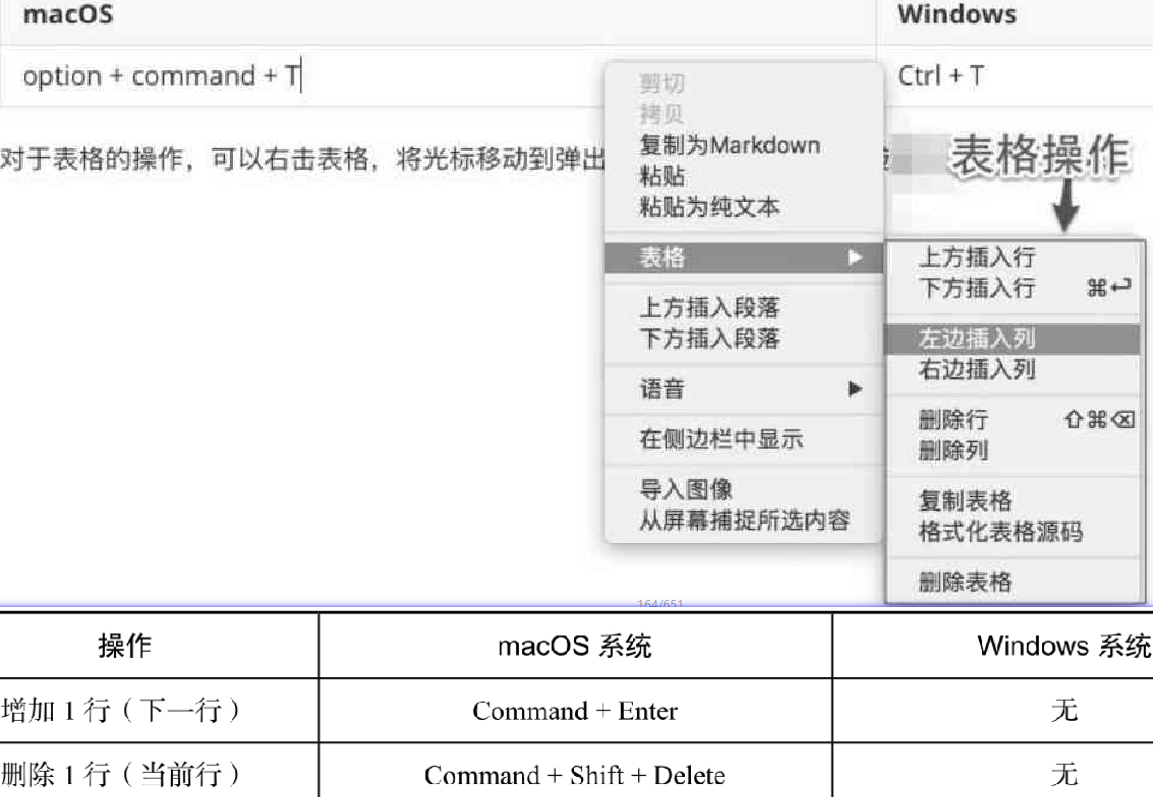 macOS
Windows
option + command + T
Ctrl + T
对于表格的操作，可以右击表格，将光标移动到弹出
表格操作
剪切
拷贝
复制为Markdown
粘贴
粘贴为纯文本
表格 ▶
上方插入段落
下方插入段落
语音 ▶
在侧边栏中显示
导入图像
从屏幕捕捉所选内容
上方插入行
下方插入行 ⌘↩
左边插入列
右边插入列
删除行 ⇧⌘⌫
删除列
复制表格
格式化表格源码
删除表格
164/651
操作 macOS 系统 Windows 系统
增加 1 行（下一行） Command + Enter 无
删除 1 行（当前行） Command + Shift + Delete 无